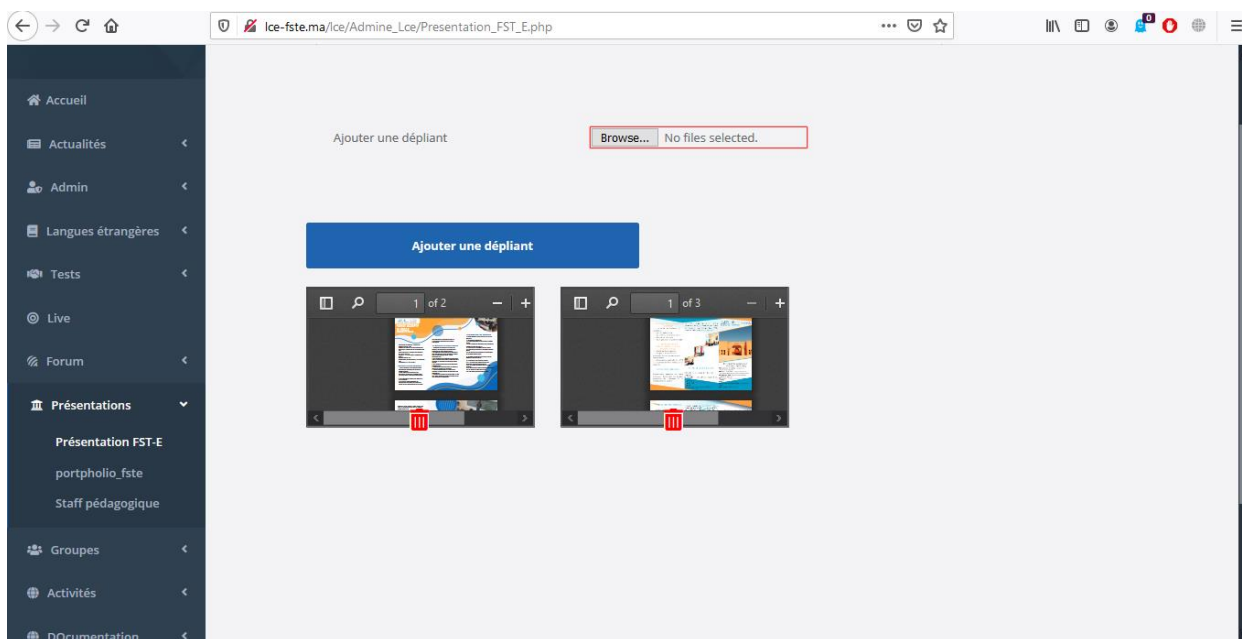 lce-fste.ma/lce/Admine_Lce/Presentation_FST_E.php
0
Accueil
Actualités
Admin
Langues étrangères
Tests
Live
Forum
Présentations
Présentation FST-E
portpholio_fste
Staff pédagogique
Groupes
Activités
DOcumentation
Ajouter une dépliant
Browse... No files selected.
Ajouter une dépliant
1 of 2
1 of 3